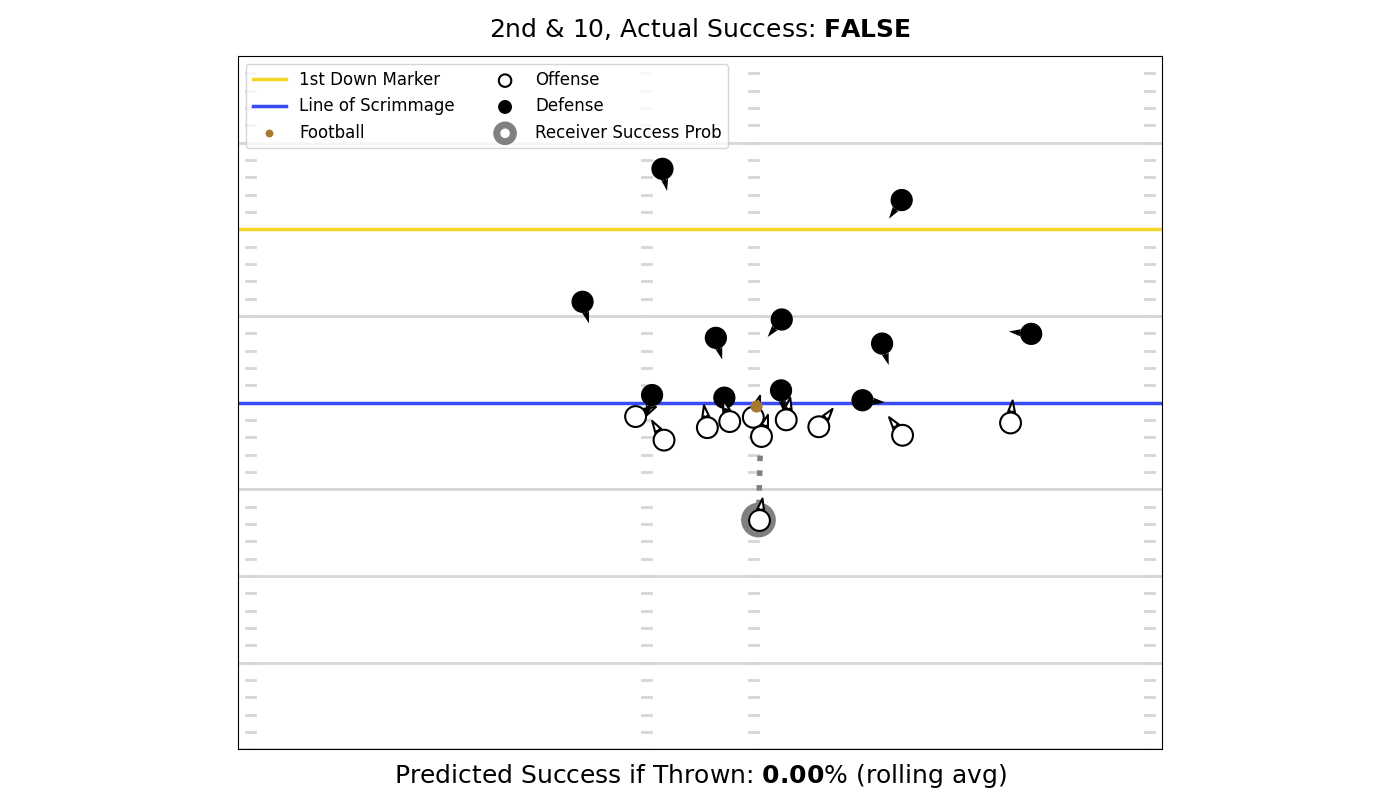 2nd & 10, Actual Success: FALSE
1st Down Marker
Line of Scrimmage
Football
Offense
Defense
Receiver Success Prob
Predicted Success if Thrown: 0.00% (rolling avg)